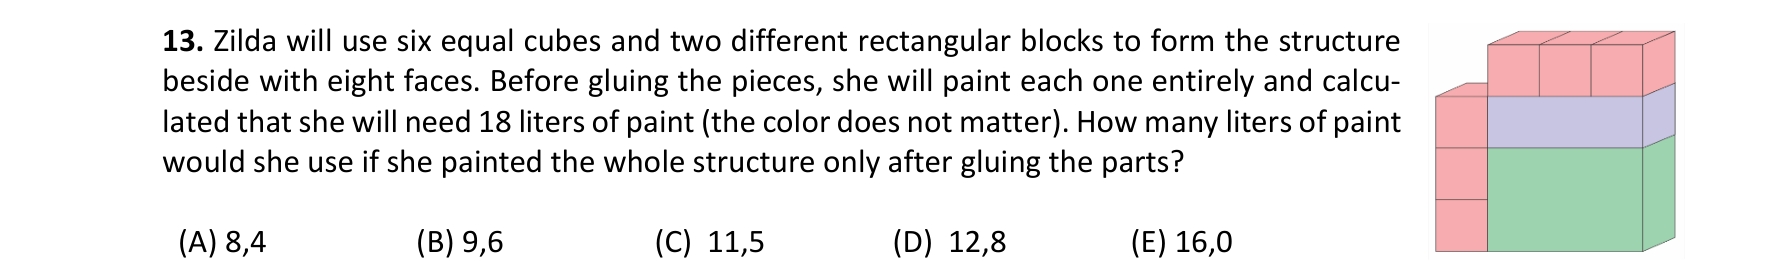 13. Zilda will use six equal cubes and two different rectangular blocks to form the structure
beside with eight faces. Before gluing the pieces, she will paint each one entirely and calcu-
lated that she will need 18 liters of paint (the color does not matter). How many liters of paint
would she use if she painted the whole structure only after gluing the parts?
(A) 8,4 (B) 9,6 (C) 11,5 (D) 12,8 (E) 16,0